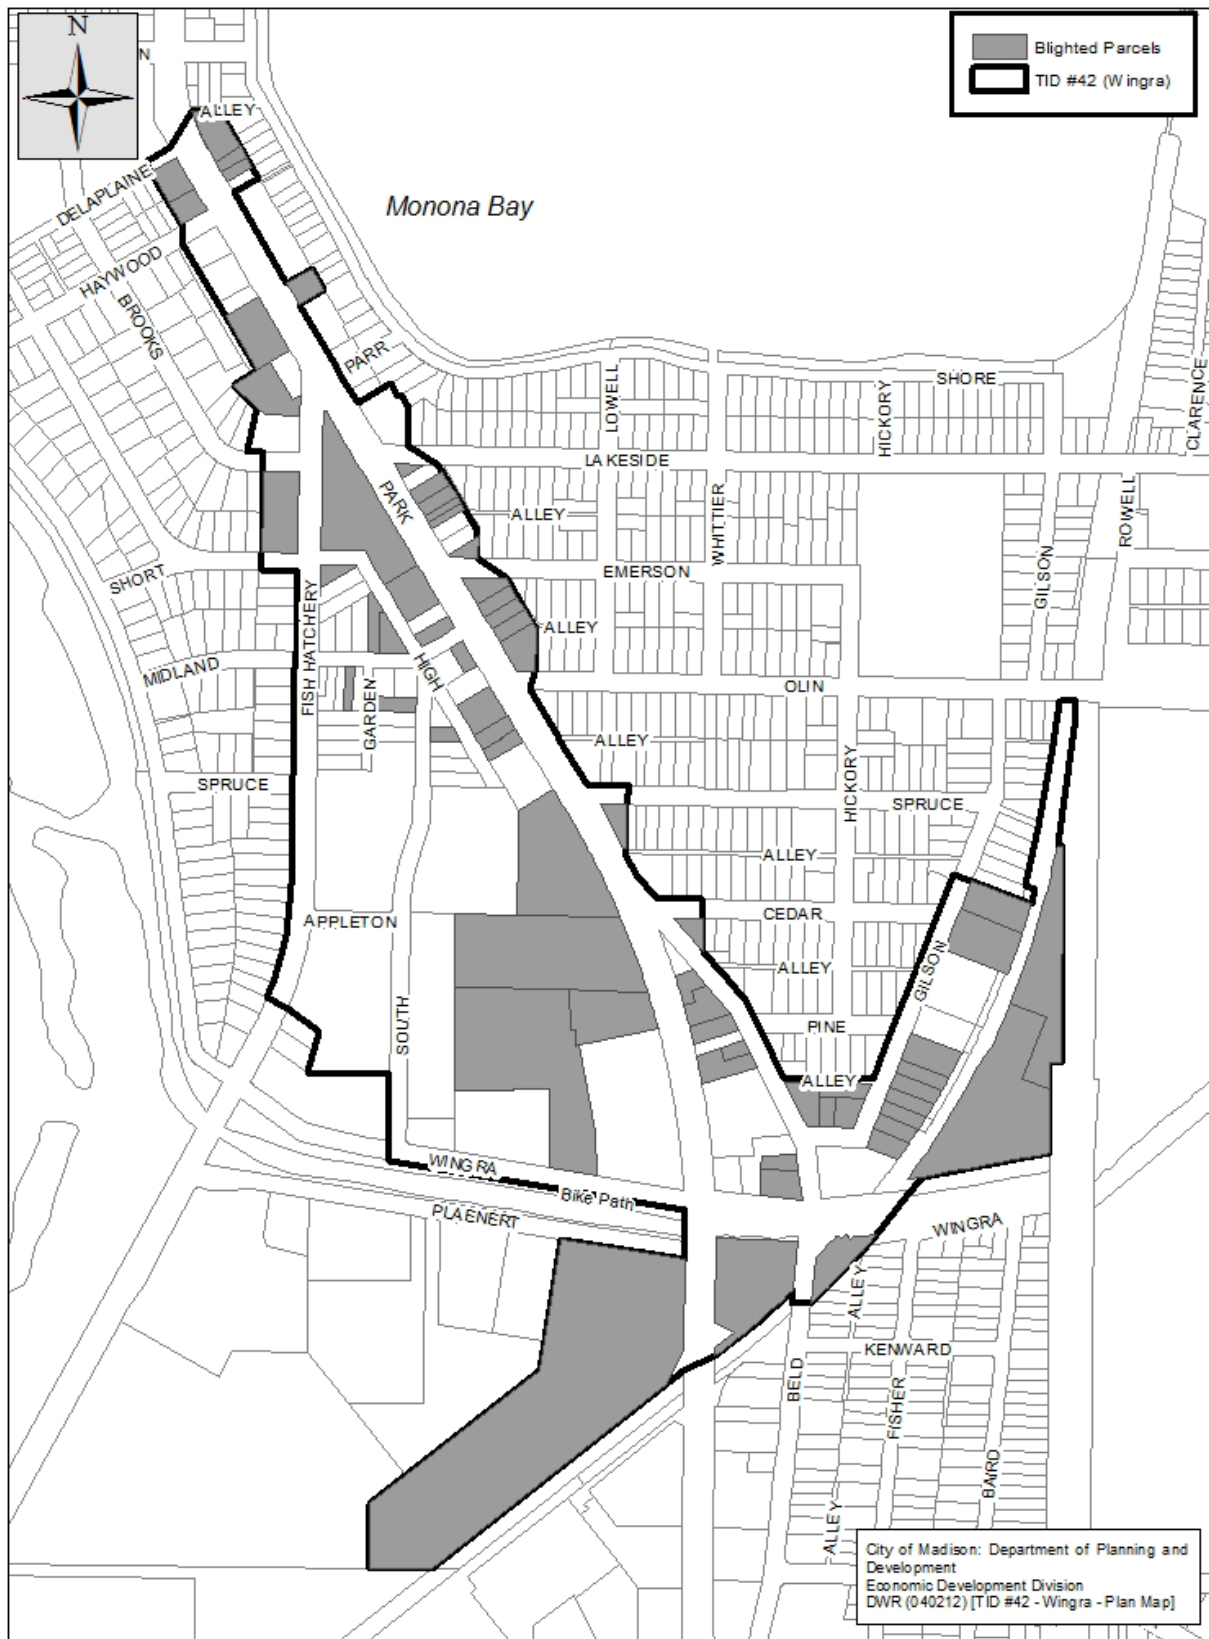 N
N
Blighted Parcels
TID #42 (Wingra)
ALLEY
DELAPLAINE
Monona Bay
HAYWOOD
BROOKS
PARR
SHORE
LOWELL
HICKORY
CLARENCE
LAKESIDE
PARK
WHITTIER
ROWELL
ALLEY
GILSON
EMERSON
SHORT
FISH HATCHERY
ALLEY
MIDLAND
HIGH
GARDEN
OLIN
ALLEY
SPRUCE
HICKORY
SPRUCE
ALLEY
APPLETON
CEDAR
ALLEY
GILSON
SOUTH
PINE
ALLEY
WINGRA
Bike Path
PLAENERT
WINGRA
ALLEY
KENWARD
BELD
FISHER
BAIRD
ALLEY
City of Madison: Department of Planning and
Development
Economic Development Division
DWR (040212) [TID #42 - Wingra - Plan Map]